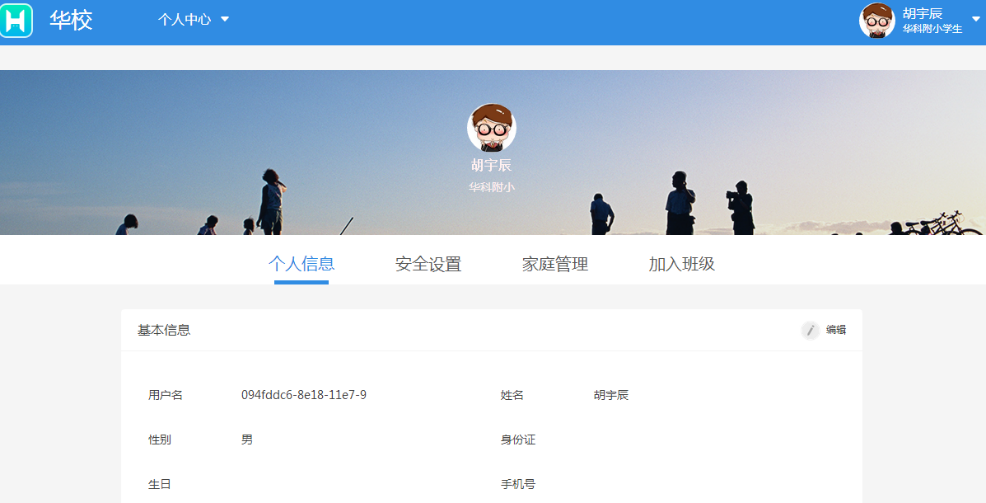 华校
个人中心
胡宇辰
华科附小学生
胡宇辰
华科附小
个人信息
安全设置
家庭管理
加入班级
基本信息
编辑
用户名 094fddc6-8e18-11e7-9
姓名 胡宇辰
性别 男
身份证
生日
手机号